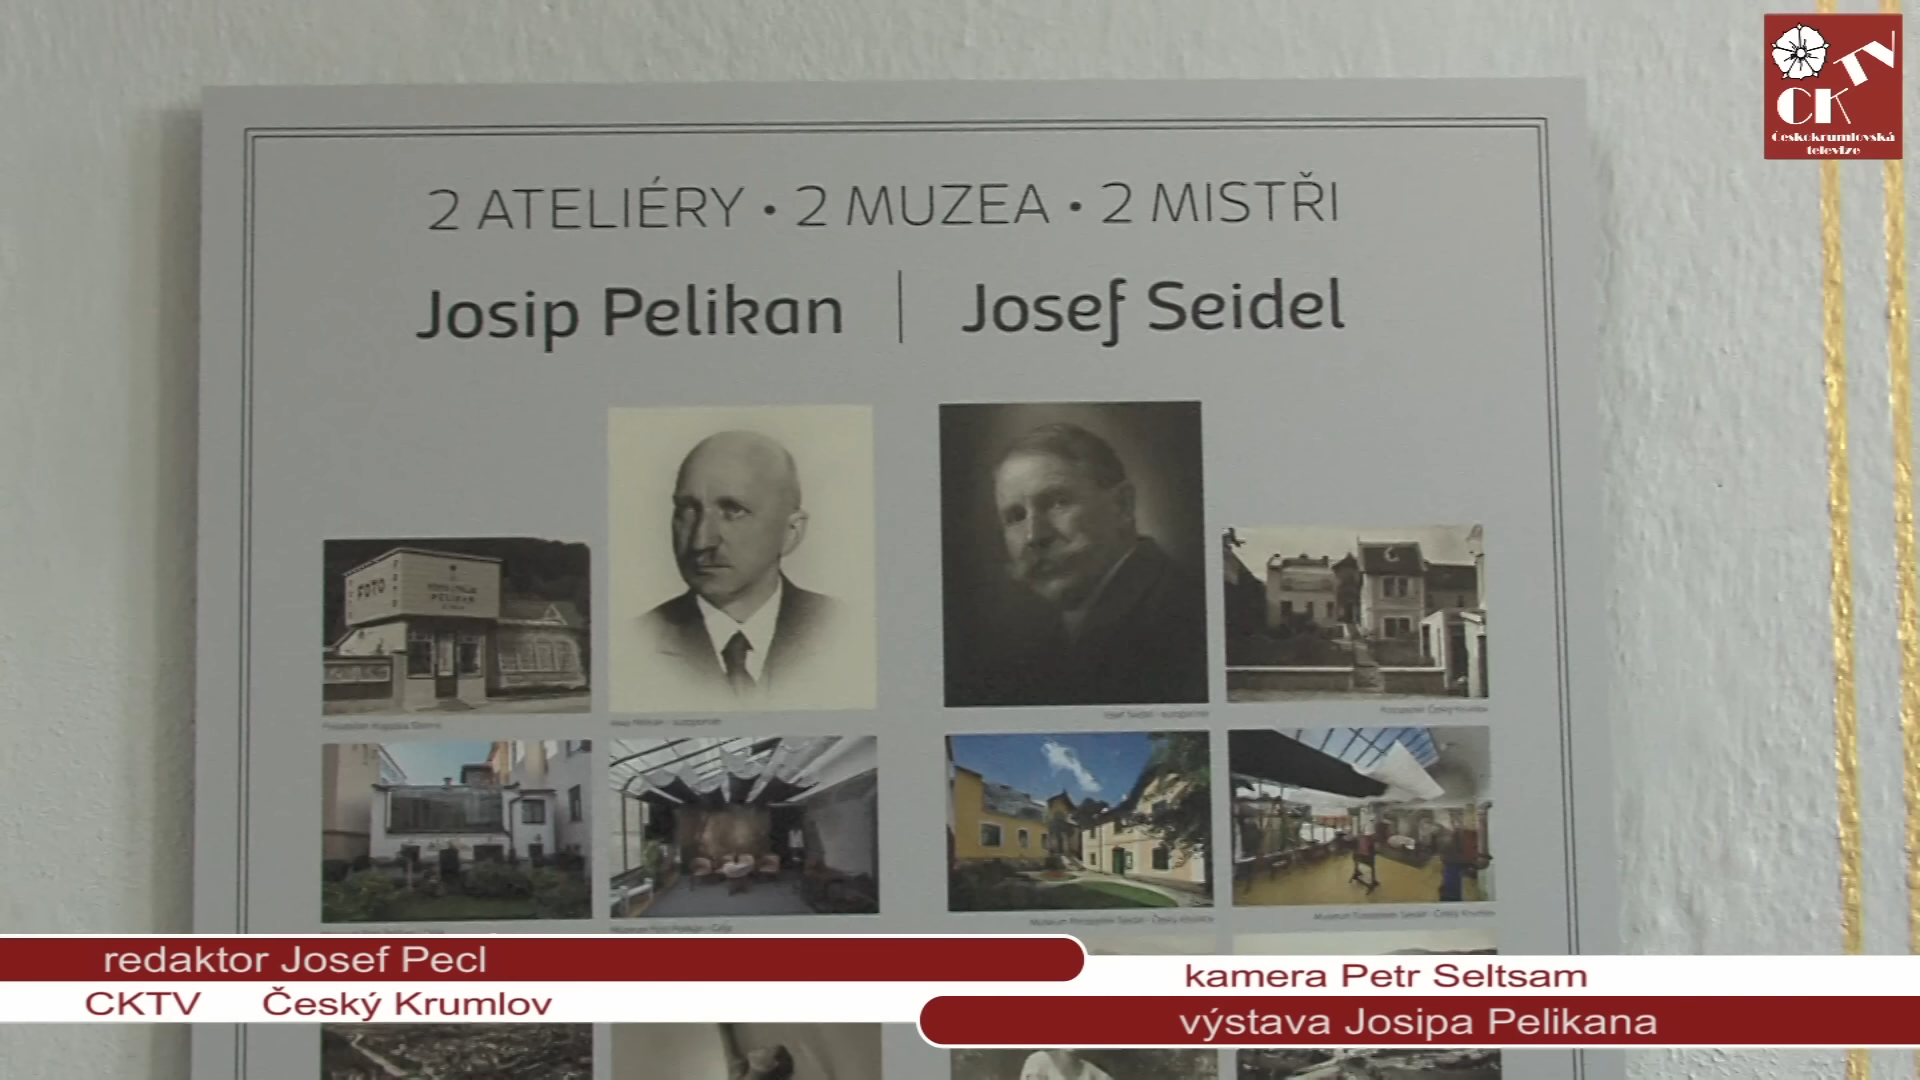 CK TV
Českokrumlovská
televize
2 ATELIÉRY • 2 MUZEA • 2 MISTŘI
Josip Pelikan | Josef Seidel
FOTO
PELIKAN
redaktor Josef Pecl
CKTV Český Krumlov
kamera Petr Seltsam
výstava Josipa Pelikana